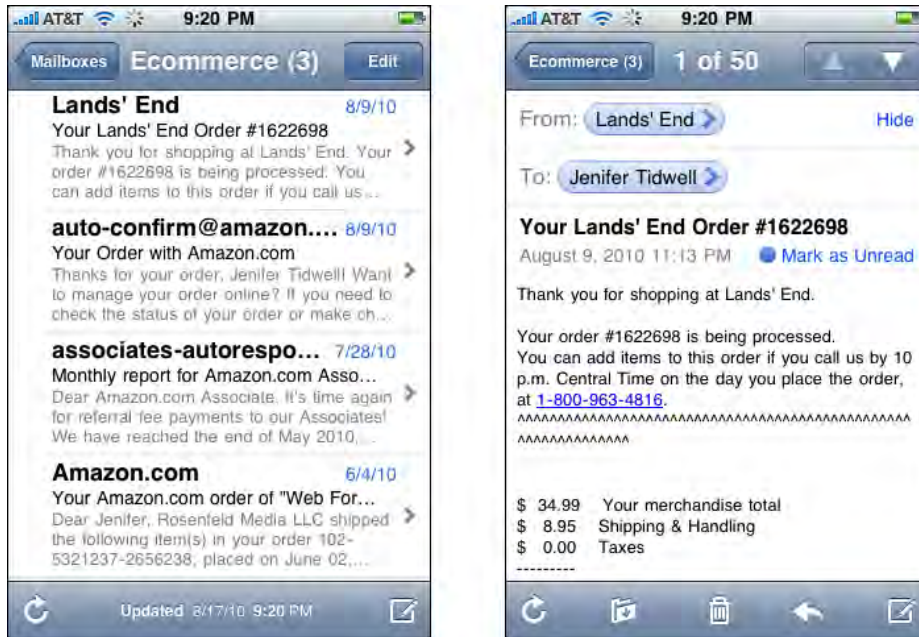 AT&T 9:20 PM
Mailboxes Ecommerce (3) Edit
Lands' End 8/9/10
Your Lands' End Order #1622698
Thank you for shopping at Lands' End. Your
order #1622698 is being processed. You
can add items to this order if you call us...
auto-confirm@amazon.... 8/9/10
Your Order with Amazon.com
Thanks for your order, Jenifer Tidwell! Want
to manage your order online? If you need to
check the status of your order or make ch...
associates-autorespo... 7/28/10
Monthly report for Amazon.com Asso...
Dear Amazon.com Associate. It's time again
for referral fee payments to our Associates!
We have reached the end of May 2010,...
Amazon.com 6/4/10
Your Amazon.com order of "Web For...
Dear Jenifer, Rosenfeld Media LLC shipped
the following item(s) in your order 102-
5321237-2656238, placed on June 02,...
Updated 8/17/10 9:20 PM
AT&T 9:20 PM
Ecommerce (3) 1 of 50
From: Lands' End Hide
To: Jenifer Tidwell
Your Lands' End Order #1622698
August 9, 2010 11:13 PM Mark as Unread
Thank you for shopping at Lands' End.
Your order #1622698 is being processed.
You can add items to this order if you call us by 10
p.m. Central Time on the day you place the order,
at 1-800-963-4816.
^^^^^^^^^^^^^^^^^^^^^^^^^^^^^^^^^^^^^^^^^^^^^^^^^^
^^^^^^^^^^^^^^
$ 34.99 Your merchandise total
$ 8.95 Shipping & Handling
$ 0.00 Taxes
---------